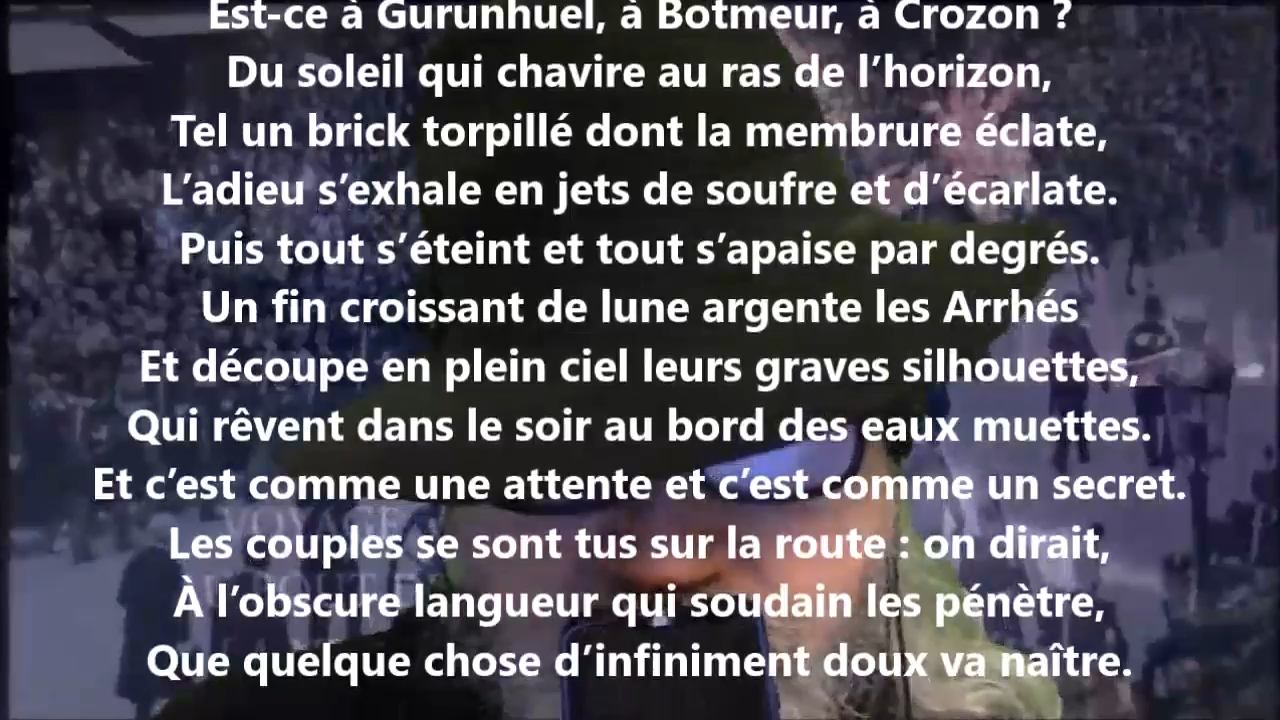 Est-ce à Gurunhuel, à Botmeur, à Crozon ?
Du soleil qui chavire au ras de l’horizon,
Tel un brick torpillé dont la membrure éclate,
L’adieu s’exhale en jets de soufre et d’écarlate.
Puis tout s’éteint et tout s’apaise par degrés.
Un fin croissant de lune argente les Arrhés
Et découpe en plein ciel leurs graves silhouettes,
Qui rêvent dans le soir au bord des eaux muettes.
Et c’est comme une attente et c’est comme un secret.
Les couples se sont tus sur la route : on dirait,
À l’obscure langueur qui soudain les pénètre,
Que quelque chose d’infiniment doux va naître.
VOYAGE